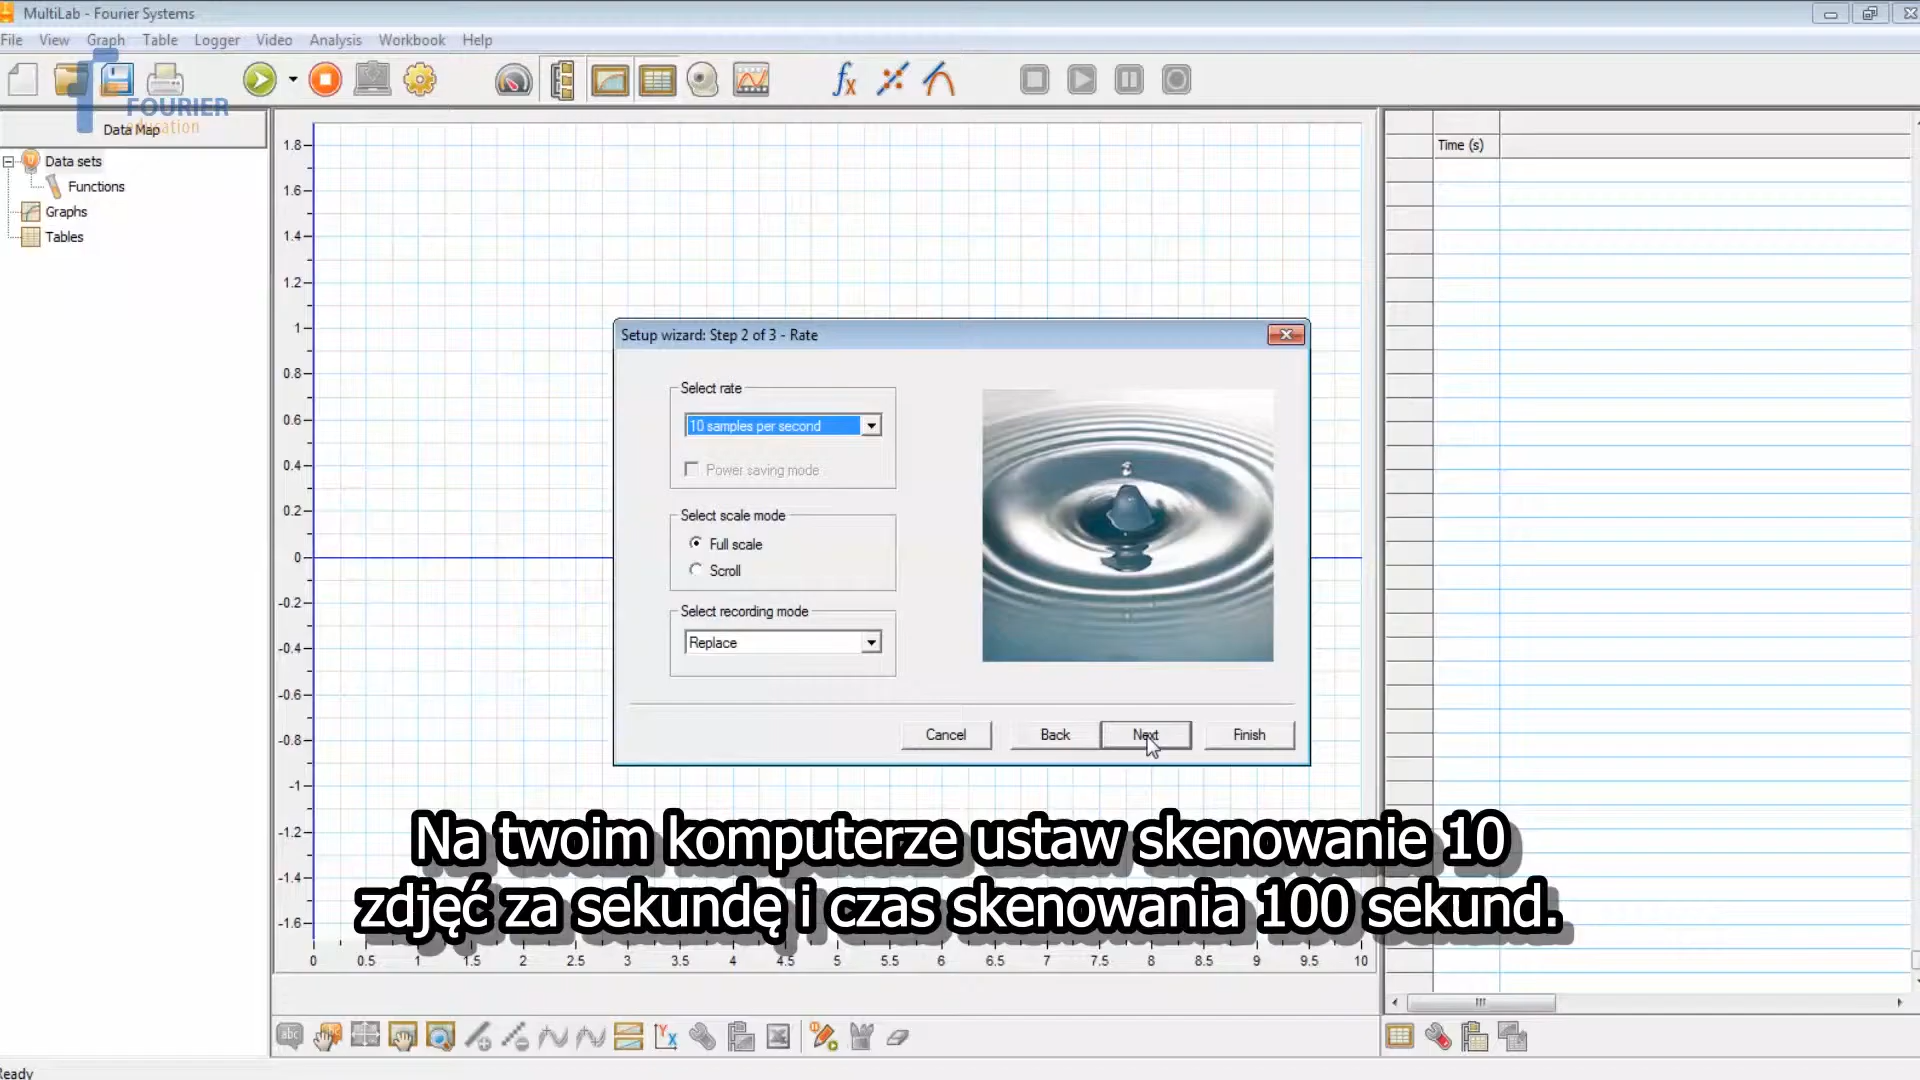 MultiLab - Fourier Systems
File View Graph Table Logger Video Analysis Workbook Help
FOURIER
education
Data Map
Data sets
Functions
Graphs
Tables
1.8
1.6
1.4
1.2
1
0.8
0.6
0.4
0.2
0
-0.2
-0.4
-0.6
-0.8
-1
-1.2
-1.4
-1.6
0 0.5 1 1.5 2 2.5 3 3.5 4 4.5 5 5.5 6 6.5 7 7.5 8 8.5 9 9.5 10
Time (s)
Setup wizard: Step 2 of 3 - Rate
Select rate
10 samples per second
Power saving mode
Select scale mode
Full scale
Scroll
Select recording mode
Replace
Cancel Back Next Finish
Na twoim komputerze ustaw skenowanie 10
zdjęć za sekundę i czas skenowania 100 sekund.
abc
Ready